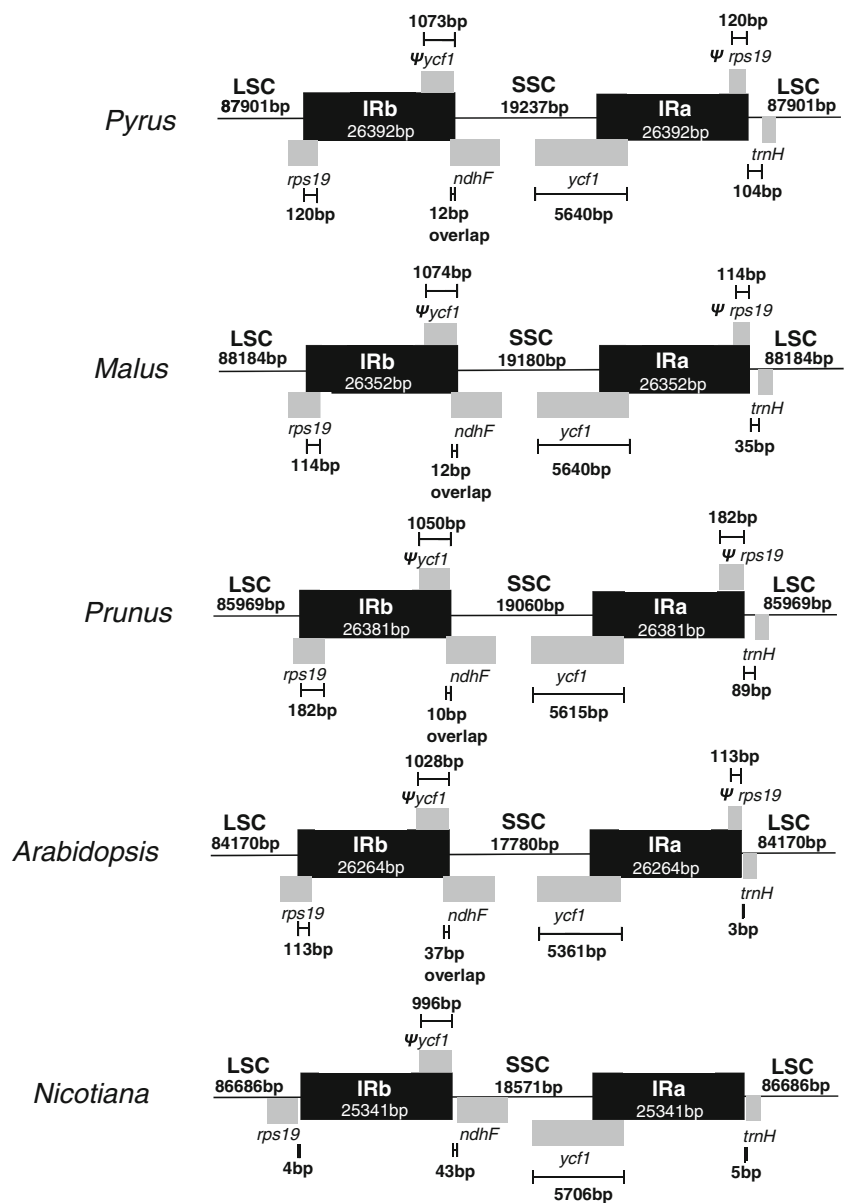 1073bp 120bp
Ψycf1 Ψ rps19
LSC SSC LSC
87901bp IRb 19237bp IRa 87901bp
Pyrus 26392bp 26392bp
rps19 ndhF ycf1 trnH
120bp 12bp 5640bp 104bp
overlap
1074bp 114bp
Ψycf1 Ψ rps19
LSC SSC LSC
88184bp IRb 19180bp IRa 88184bp
Malus 26352bp 26352bp
rps19 ndhF ycf1 trnH
114bp 12bp 5640bp 35bp
overlap
1050bp 182bp
Ψycf1 Ψ rps19
LSC SSC LSC
85969bp IRb 19060bp IRa 85969bp
Prunus 26381bp 26381bp
rps19 ndhF ycf1 trnH
182bp 10bp 5615bp 89bp
overlap
1028bp 113bp
Ψycf1 Ψ rps19
LSC SSC LSC
84170bp IRb 17780bp IRa 84170bp
Arabidopsis 26264bp 26264bp
rps19 ndhF ycf1 trnH
113bp 37bp 5361bp 3bp
overlap
996bp
Ψycf1
LSC SSC LSC
86686bp IRb 18571bp IRa 86686bp
Nicotiana 25341bp 25341bp
rps19 ndhF ycf1 trnH
4bp 43bp 5706bp 5bp